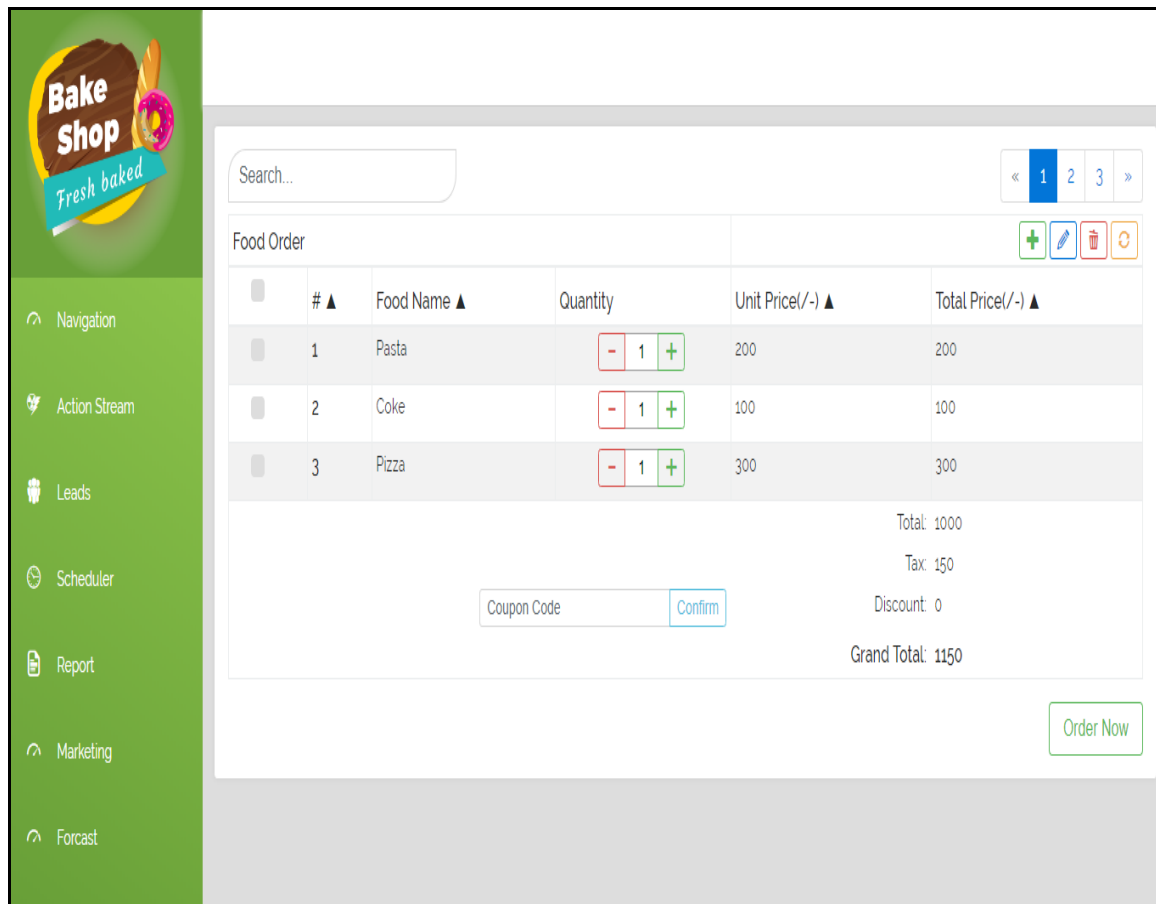 Bake
Shop
Fresh baked
Navigation
Action Stream
Leads
Scheduler
Report
Marketing
Forcast
Search...
« 1 2 3 »
Food Order
# ▲ Food Name ▲ Quantity Unit Price(/-) ▲ Total Price(/-) ▲
1 Pasta - 1 + 200 200
2 Coke - 1 + 100 100
3 Pizza - 1 + 300 300
Total: 1000
Tax: 150
Coupon Code Confirm Discount: 0
Grand Total: 1150
Order Now